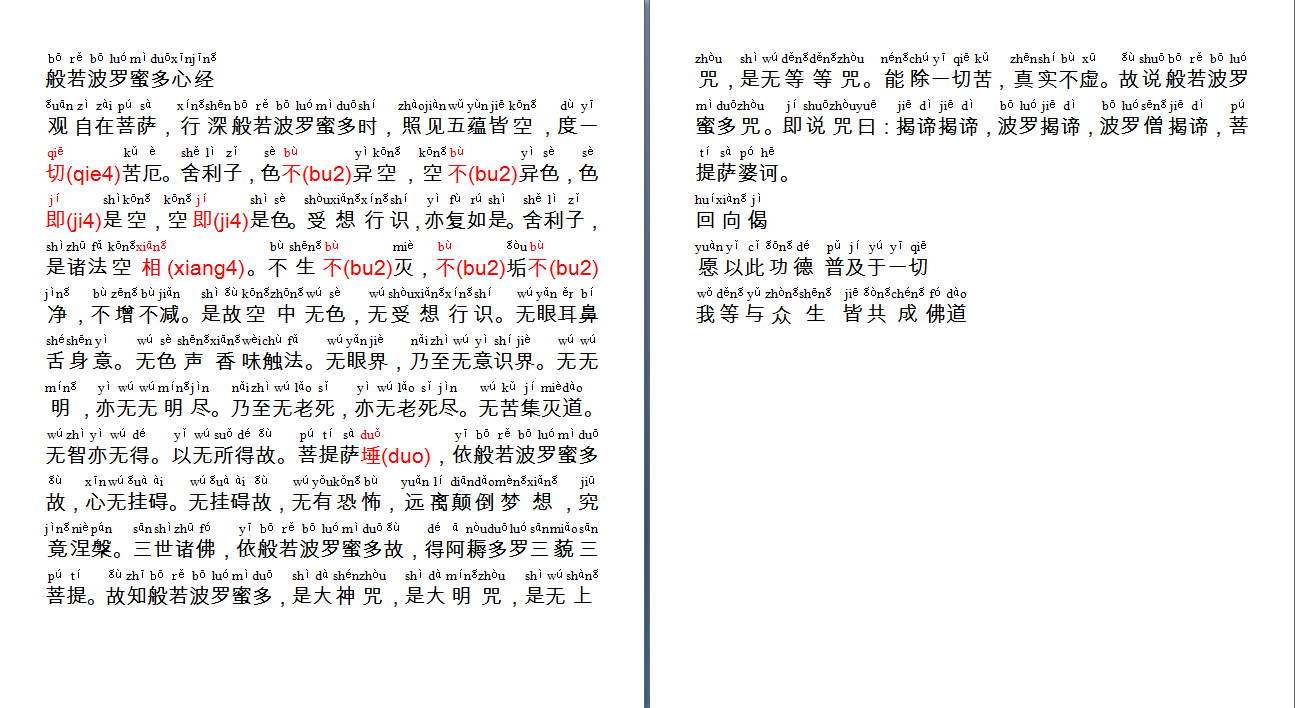 bō rě bō luó mì duō xīn jīng
般若波罗蜜多心经
guān zì zài pú sà xíng shēn bō rě bō luó mì duō shí zhào jiàn wǔ yùn jiē kōng dù yī
观自在菩萨，行深般若波罗蜜多时，照见五蕴皆空，度一
qiē kǔ è shě lì zǐ sè bù yì kōng kōng bù yì sè sè
切(qie4)苦厄。舍利子，色不(bu2)异空，空不(bu2)异色，色
jí shì kōng kōng jí shì sè shòu xiǎng xíng shí yì fù rú shì shě lì zǐ
即(ji4)是空，空即(ji4)是色。受想行识，亦复如是。舍利子，
shì zhū fǎ kōng xiāng bù shēng bù miè bù gòu bù
是诸法空相(xiang4)。不生不(bu2)灭，不(bu2)垢不(bu2)
jìng bù zēng bù jiǎn shì gù kōng zhōng wú sè wú shòu xiǎng xíng shí wú yǎn ěr bí
净，不增不减。是故空中无色，无受想行识。无眼耳鼻
shé shēn yì wú sè shēng xiāng wèi chù fǎ wú yǎn jiè nǎi zhì wú yì shí jiè wú wú
舌身意。无色声香味触法。无眼界，乃至无意识界。无无
míng yì wú wú míng jìn nǎi zhì wú lǎo sǐ yì wú lǎo sǐ jìn wú kǔ jí miè dào
明，亦无无明尽。乃至无老死，亦无老死尽。无苦集灭道。
wú zhì yì wú dé yǐ wú suǒ dé gù pú tí sà duǒ yī bō rě bō luó mì duō
无智亦无得。以无所得故。菩提萨埵(duo)，依般若波罗蜜多
gù xīn wú guà ài wú guà ài gù wú yǒu kǒng bù yuǎn lí diān dǎo mèng xiǎng jiū
故，心无挂碍。无挂碍故，无有恐怖，远离颠倒梦想，究
jìng niè pán sān shì zhū fó yī bō rě bō luó mì duō gù dé ā nòu duō luó sān miǎo sān
竟涅槃。三世诸佛，依般若波罗蜜多故，得阿耨多罗三藐三
pú tí gù zhī bō rě bō luó mì duō shì dà shén zhòu shì dà míng zhòu shì wú shàng
菩提。故知般若波罗蜜多，是大神咒，是大明咒，是无上
zhòu shì wú děng děng zhòu néng chú yī qiē kǔ zhēn shí bù xū gù shuō bō rě bō luó
咒，是无等等咒。能除一切苦，真实不虚。故说般若波罗
mì duō zhòu jí shuō zhòu yuē jiē dì jiē dì bō luó jiē dì bō luó sēng jiē dì pú
蜜多咒。即说咒曰：揭谛揭谛，波罗揭谛，波罗僧揭谛，菩
tí sà pó hē
提萨婆诃。
huí xiàng jì
回向偈
yuàn yǐ cǐ gōng dé pǔ jí yú yī qiē
愿以此功德 普及于一切
wǒ děng yǔ zhòng shēng jiē gòng chéng fó dào
我等与众生 皆共成佛道